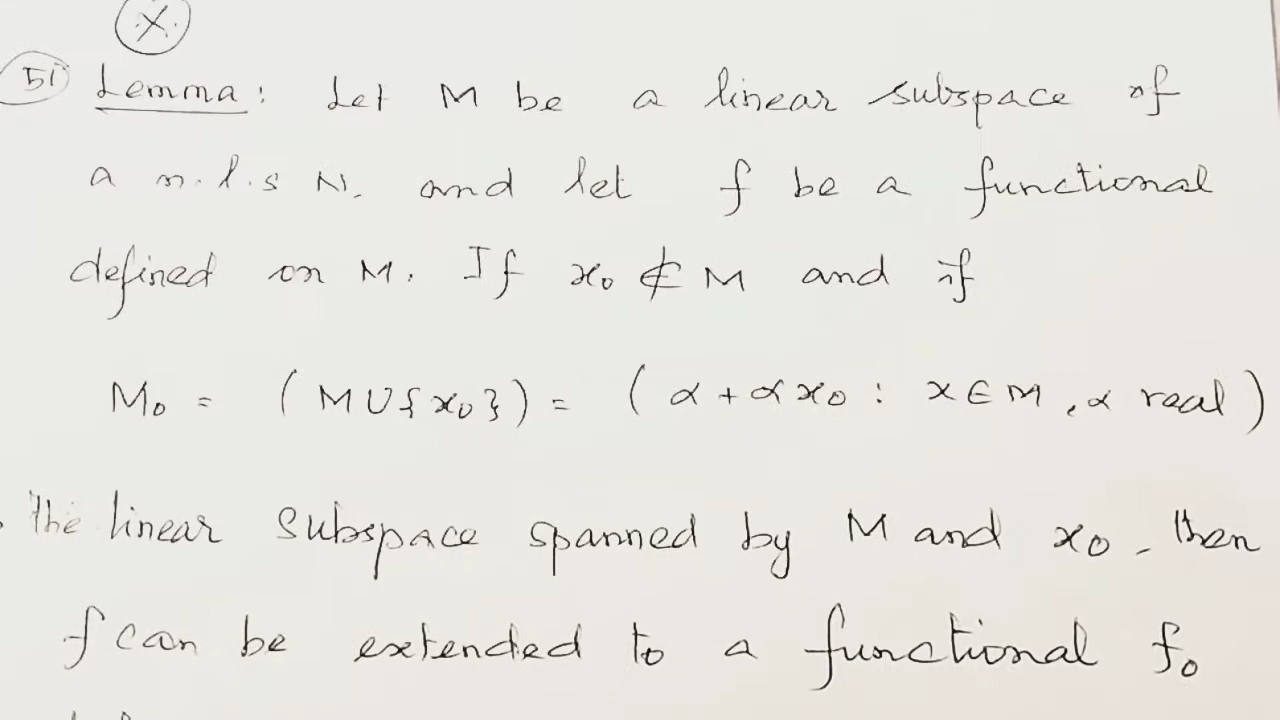 X
51 Lemma: Let M be a linear subspace of
a n.l.s N. and let f be a functional
defined on M. If x₀ ∉ M and if
M₀ = (M∪{x₀}) = (α + αx₀ : x ∈ M, α real)
The linear subspace spanned by M and x₀. then
f can be extended to a functional f₀